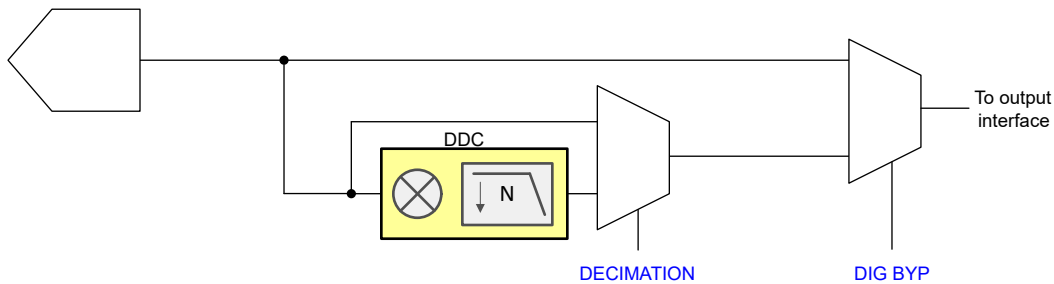 To output
interface
DDC
N
DECIMATION
DIG BYP